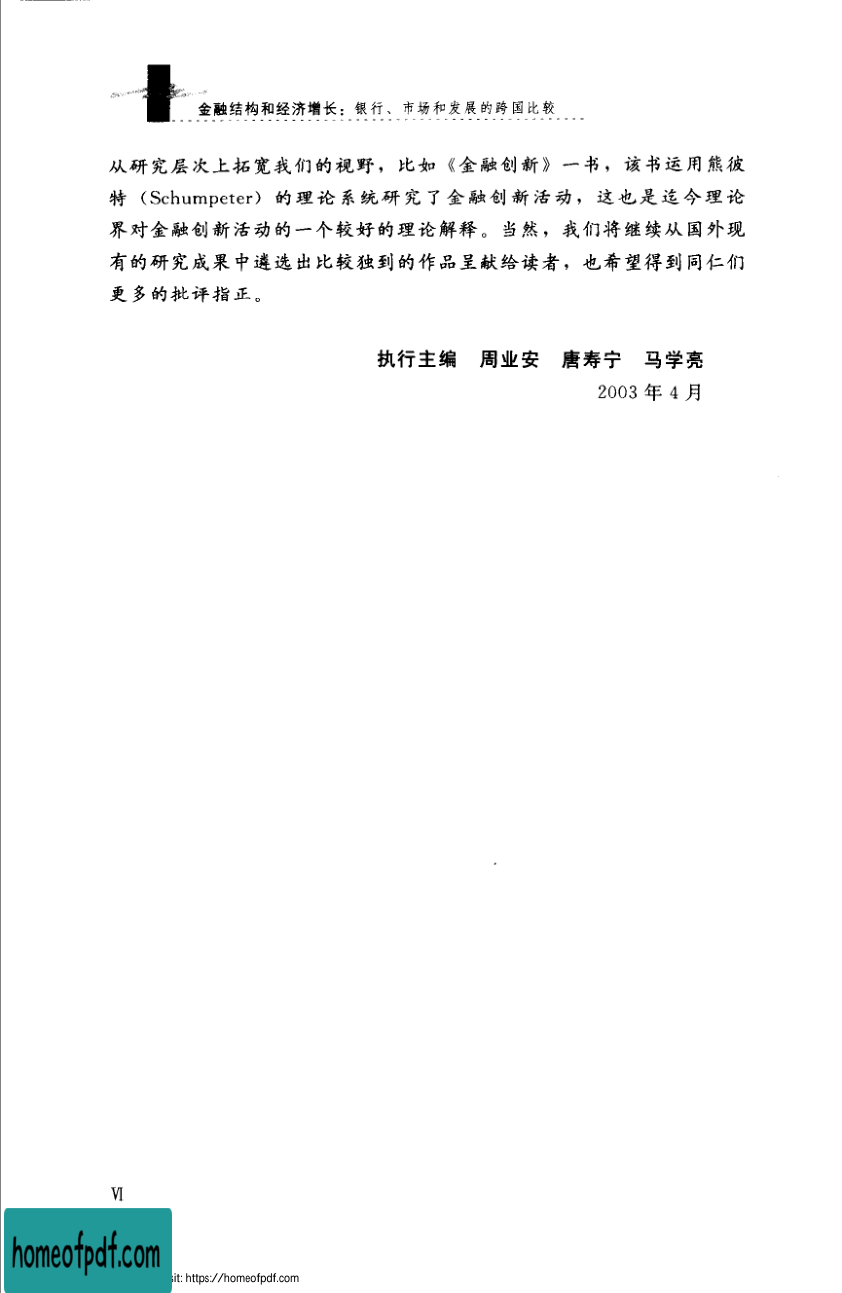 金融结构和经济增长：银行、市场和发展的跨国比较
从研究层次上拓宽我们的视野，比如《金融创新》一书，该书运用熊彼
特（Schumpeter）的理论系统研究了金融创新活动，这也是迄今理论
界对金融创新活动的一个较好的理论解释。当然，我们将继续从国外现
有的研究成果中遴选出比较独到的作品呈献给读者，也希望得到同仁们
更多的批评指正。
执行主编　周业安　唐寿宁　马学亮
2003 年 4 月
Ⅵ
homeofpdf.com
sit: https://homeofpdf.com